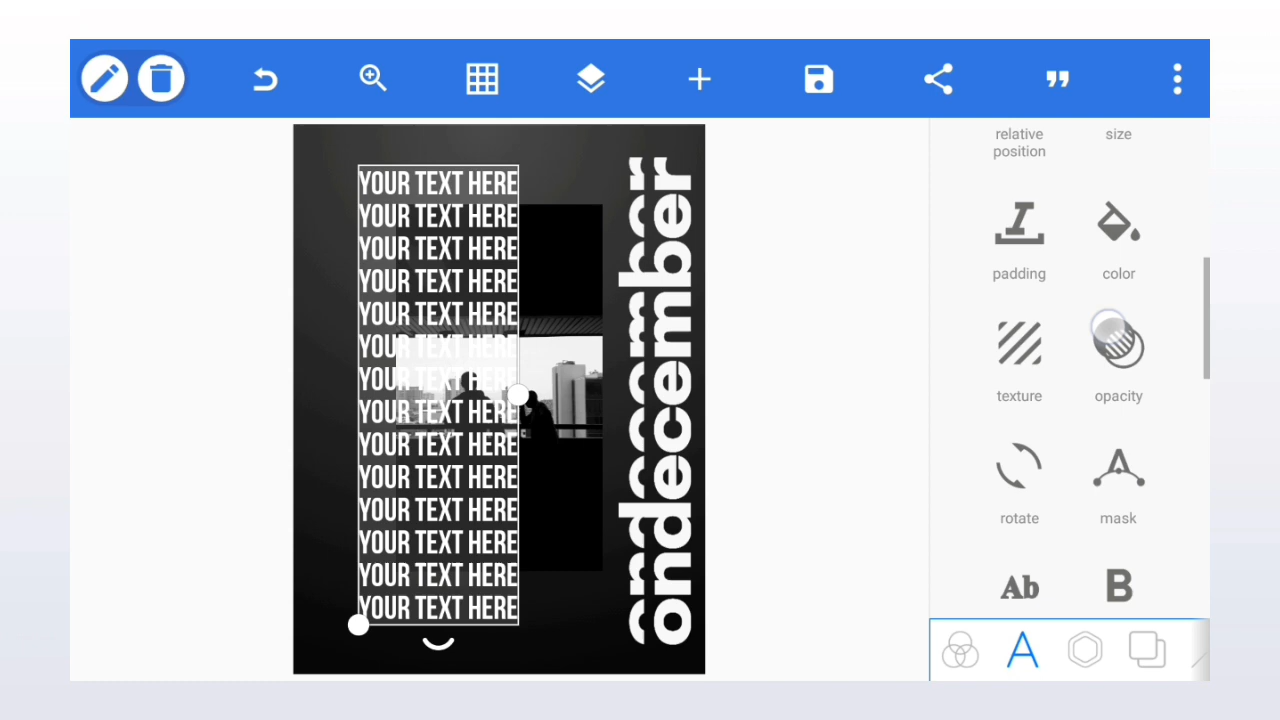 YOUR TEXT HERE
YOUR TEXT HERE
YOUR TEXT HERE
YOUR TEXT HERE
YOUR TEXT HERE
YOUR TEXT HERE
YOUR TEXT HERE
YOUR TEXT HERE
YOUR TEXT HERE
YOUR TEXT HERE
YOUR TEXT HERE
YOUR TEXT HERE
YOUR TEXT HERE
YOUR TEXT HERE
ondecember
ondecember
relative position
size
padding
color
texture
opacity
rotate
mask
Ab
B
A